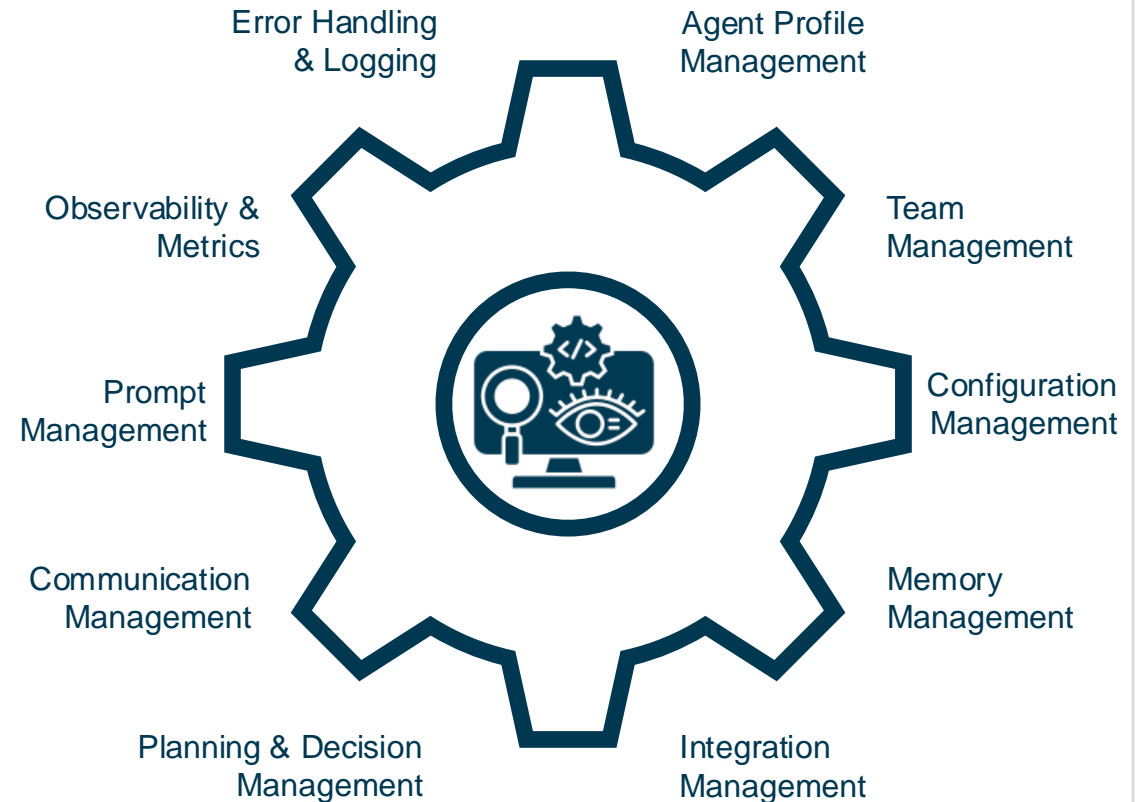 Error Handling
& Logging
Agent Profile
Management
Team
Management
Configuration
Management
Memory
Management
Integration
Management
Planning & Decision
Management
Communication
Management
Prompt
Management
Observability &
Metrics
</>